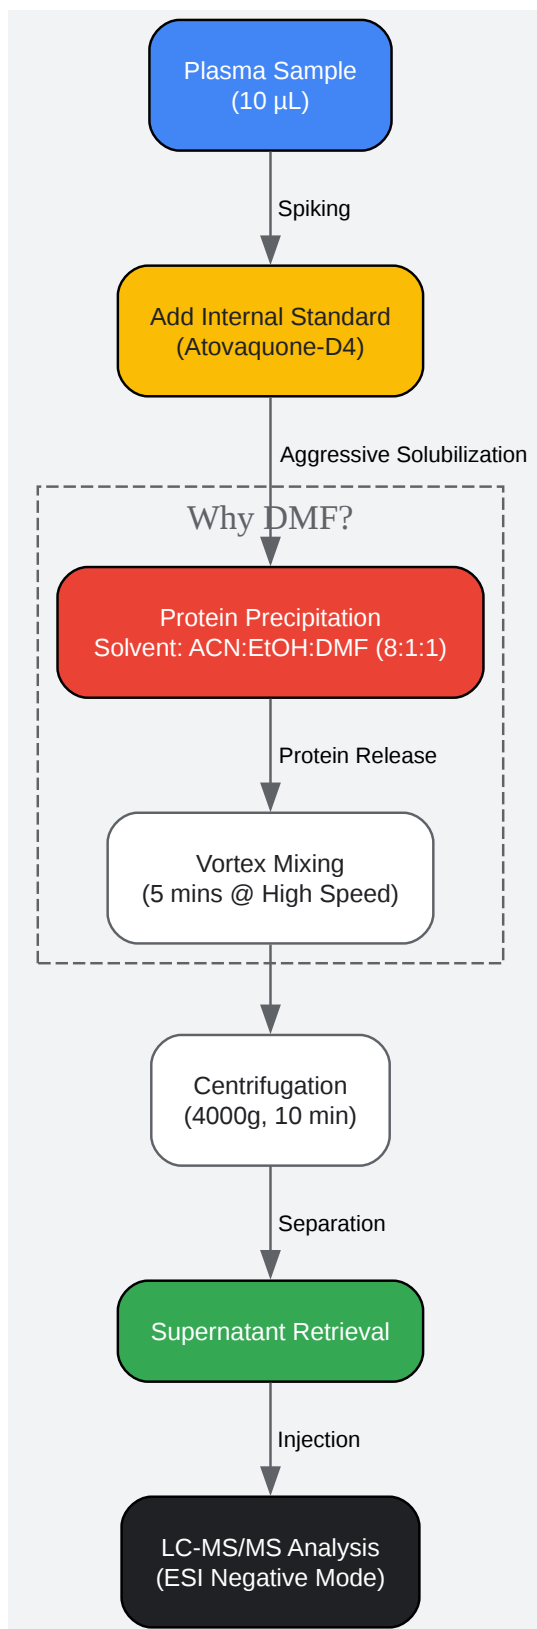 Plasma Sample
(10 µL)
Spiking
Add Internal Standard
(Atovaquone-D4)
Aggressive Solubilization
Why DMF?
Protein Precipitation
Solvent: ACN:EtOH:DMF (8:1:1)
Protein Release
Vortex Mixing
(5 mins @ High Speed)
Centrifugation
(4000g, 10 min)
Separation
Supernatant Retrieval
Injection
LC-MS/MS Analysis
(ESI Negative Mode)